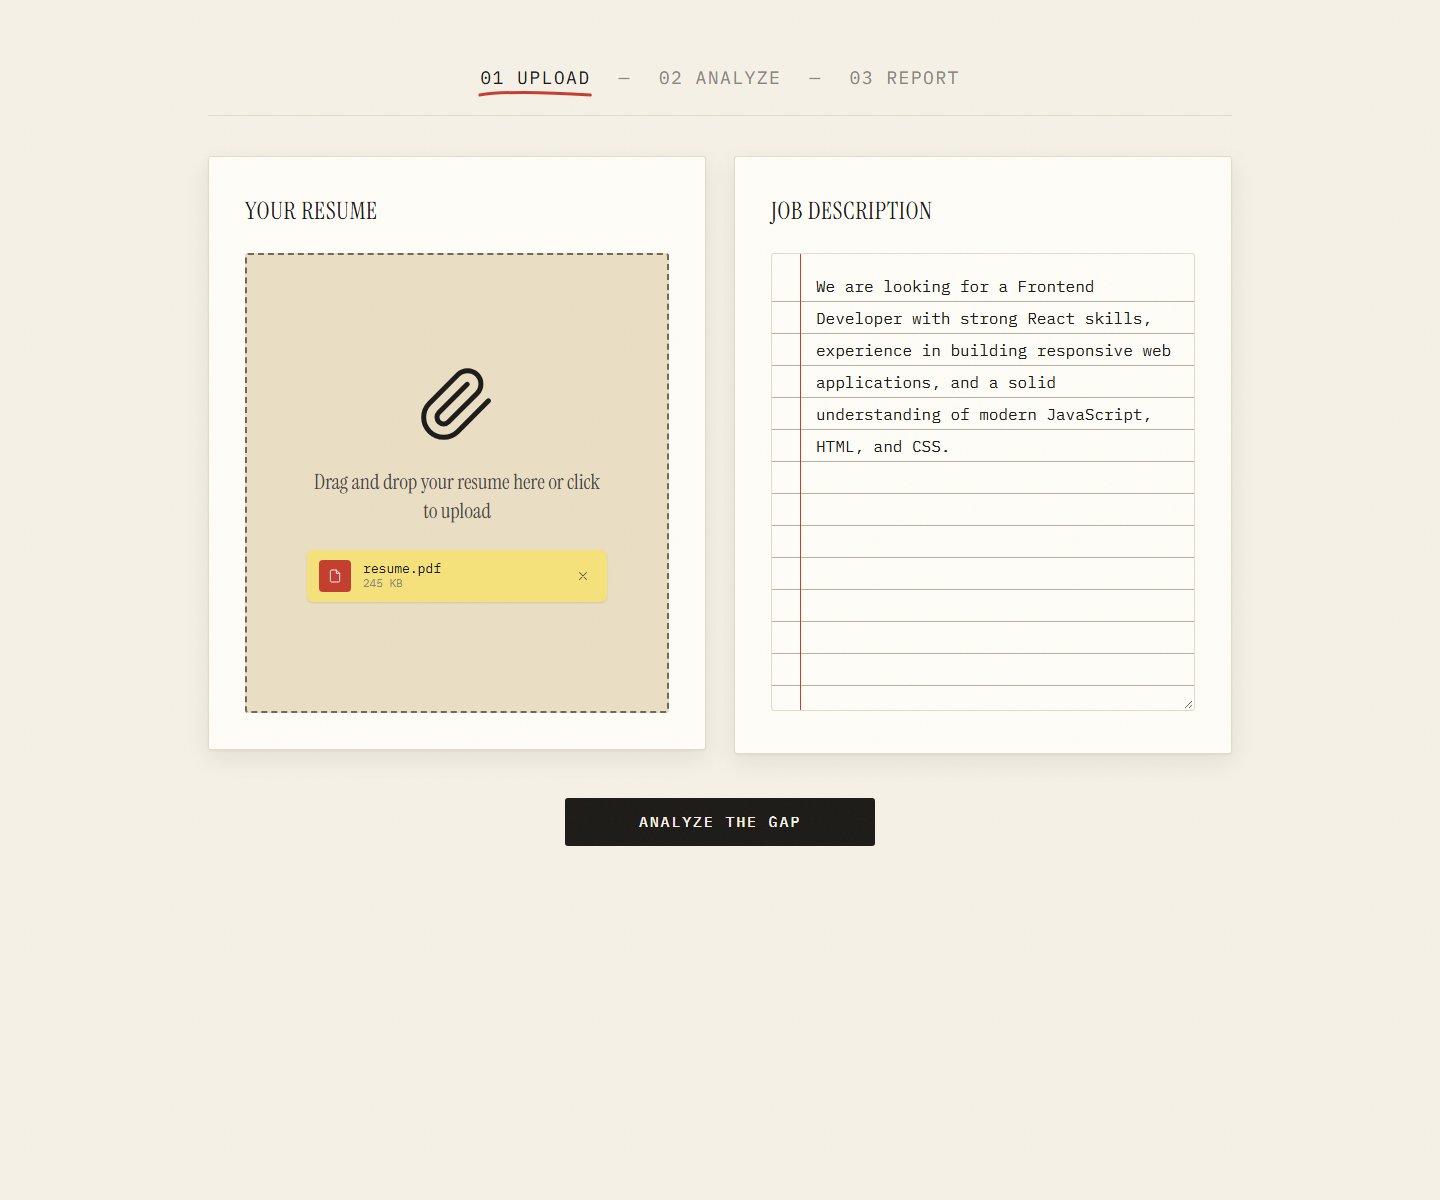 01 UPLOAD — 02 ANALYZE — 03 REPORT
YOUR RESUME
Drag and drop your resume here or click
to upload
resume.pdf
245 KB
JOB DESCRIPTION
We are looking for a Frontend
Developer with strong React skills,
experience in building responsive web
applications, and a solid
understanding of modern JavaScript,
HTML, and CSS.
ANALYZE THE GAP